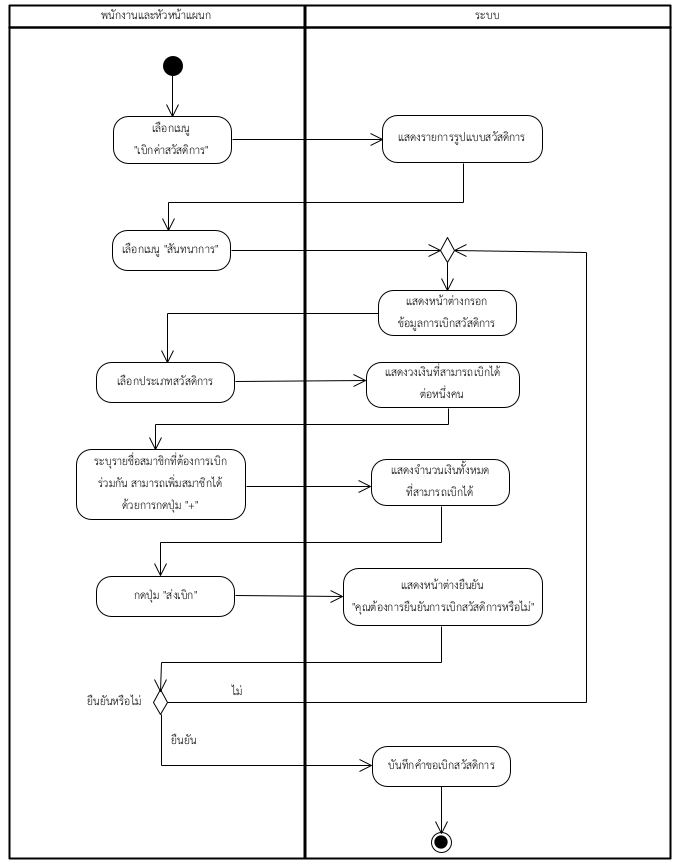 พนักงานและหัวหน้าแผนก
ระบบ
เลือกเมนู
"เบิกค่าสวัสดิการ"
แสดงรายการรูปแบบสวัสดิการ
เลือกเมนู "สันทนาการ"
แสดงหน้าต่างกรอก
ข้อมูลการเบิกสวัสดิการ
เลือกประเภทสวัสดิการ
แสดงวงเงินที่สามารถเบิกได้
ต่อหนึ่งคน
ระบุรายชื่อสมาชิกที่ต้องการเบิก
ร่วมกัน สามารถเพิ่มสมาชิกได้
ด้วยการกดปุ่ม "+"
แสดงจำนวนเงินทั้งหมด
ที่สามารถเบิกได้
กดปุ่ม "ส่งเบิก"
แสดงหน้าต่างยืนยัน
"คุณต้องการยืนยันการเบิกสวัสดิการหรือไม่"
ยืนยันหรือไม่
ไม่
ยืนยัน
บันทึกคำขอเบิกสวัสดิการ